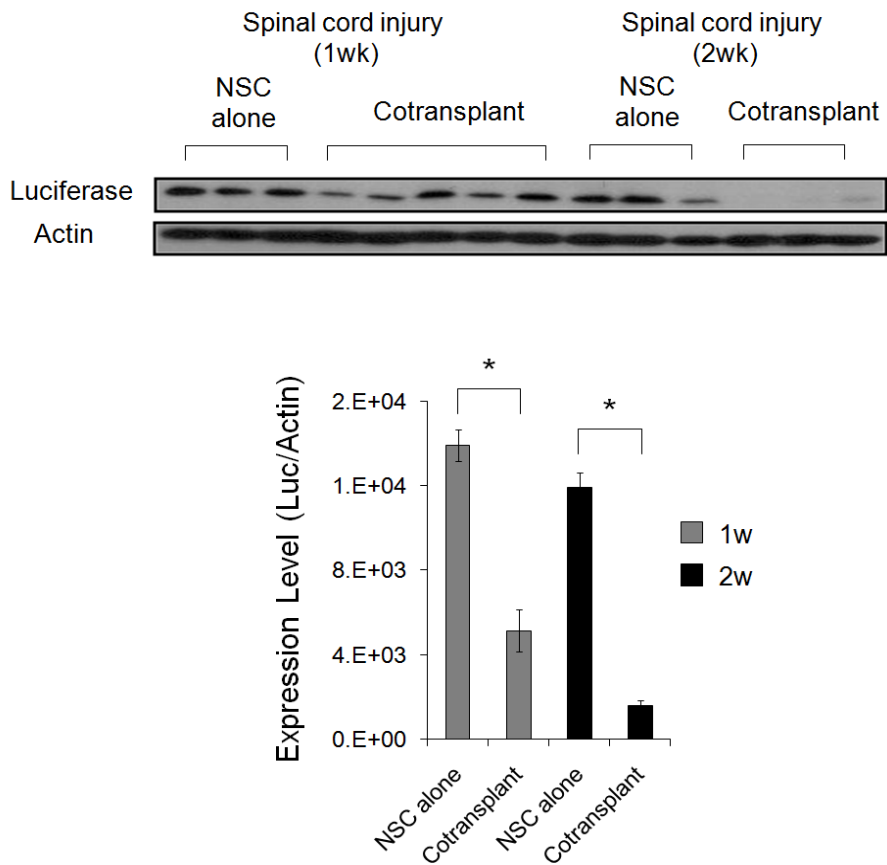 Spinal cord injury
(1wk)
Spinal cord injury
(2wk)
NSC
alone
Cotransplant
NSC
alone
Cotransplant
Luciferase
Actin
Expression Level (Luc/Actin)
2.E+04
1.E+04
8.E+03
4.E+03
0.E+00
*
*
1w
2w
NSC alone
Cotransplant
NSC alone
Cotransplant